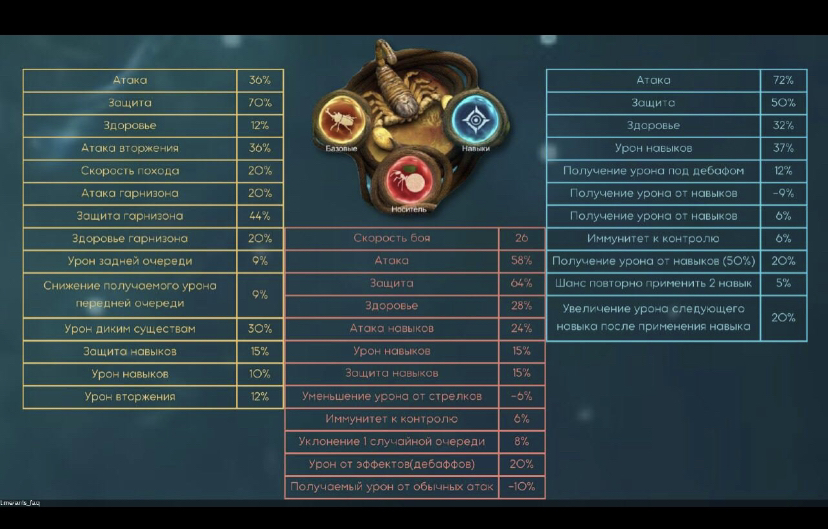 Атака 36%
Защита 70%
Здоровье 12%
Атака вторжения 36%
Скорость похода 20%
Атака гарнизона 20%
Защита гарнизона 44%
Здоровье гарнизона 20%
Урон задней очереди 9%
Снижение получаемого урона
передней очереди 9%
Урон диким существам 30%
Защита навыков 15%
Урон навыков 10%
Урон вторжения 12%
Базовые
Навыки
Носитель
Скорость боя 26
Атака 58%
Защита 64%
Здоровье 28%
Атака навыков 24%
Урон навыков 15%
Защита навыков 15%
Уменьшение урона от стрелков -6%
Иммунитет к контролю 6%
Уклонение 1 случайной очереди 8%
Урон от эффектов(дебаффов) 20%
Получаемый урон от обычных атак -10%
Атака 72%
Защита 50%
Здоровье 32%
Урон навыков 37%
Получение урона под дебафом 12%
Получение урона от навыков -9%
Получение урона от навыков 6%
Иммунитет к контролю 6%
Получение урона от навыков (50%) 20%
Шанс повторно применить 2 навык 5%
Увеличение урона следующего
навыка после применения навыка 20%